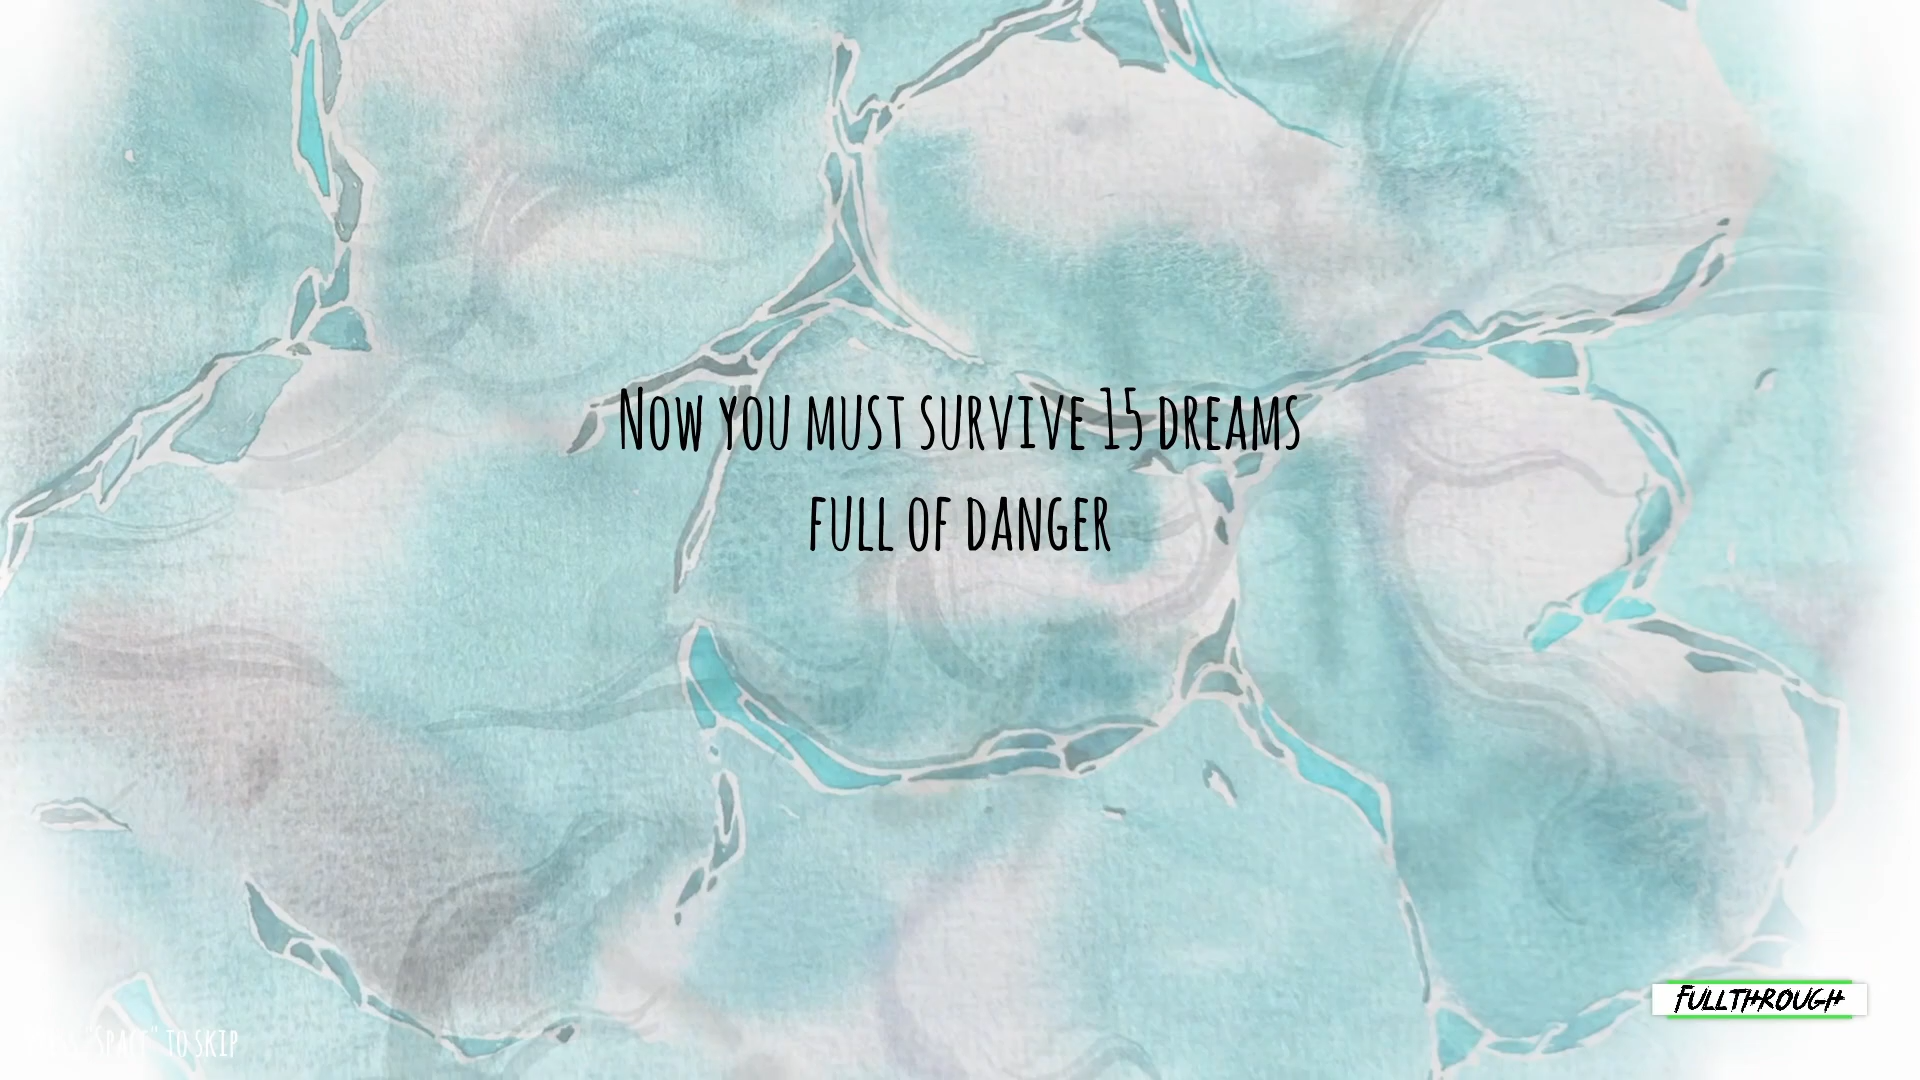 Now you must survive 15 dreams
full of danger
FULLTHROUGH
"Space" to skip